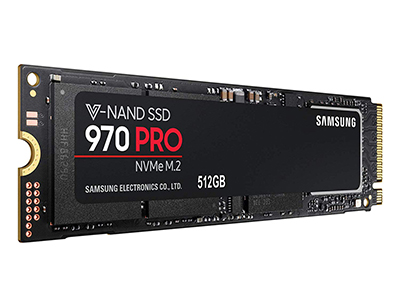 V-NAND SSD
970 PRO
NVMe M.2
SAMSUNG ELECTRONICS CO., LTD.
512GB
SAMSUNG